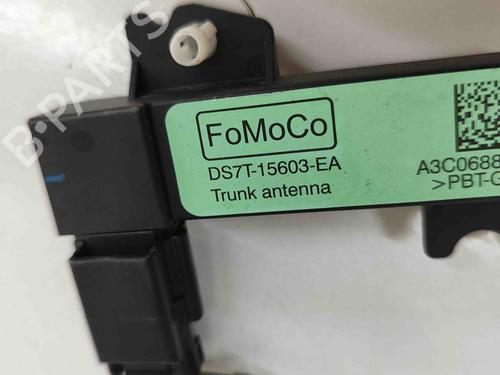 B-PARTS
FoMoCo
DS7T-15603-EA
Trunk antenna
A3C0688
>PBT-G